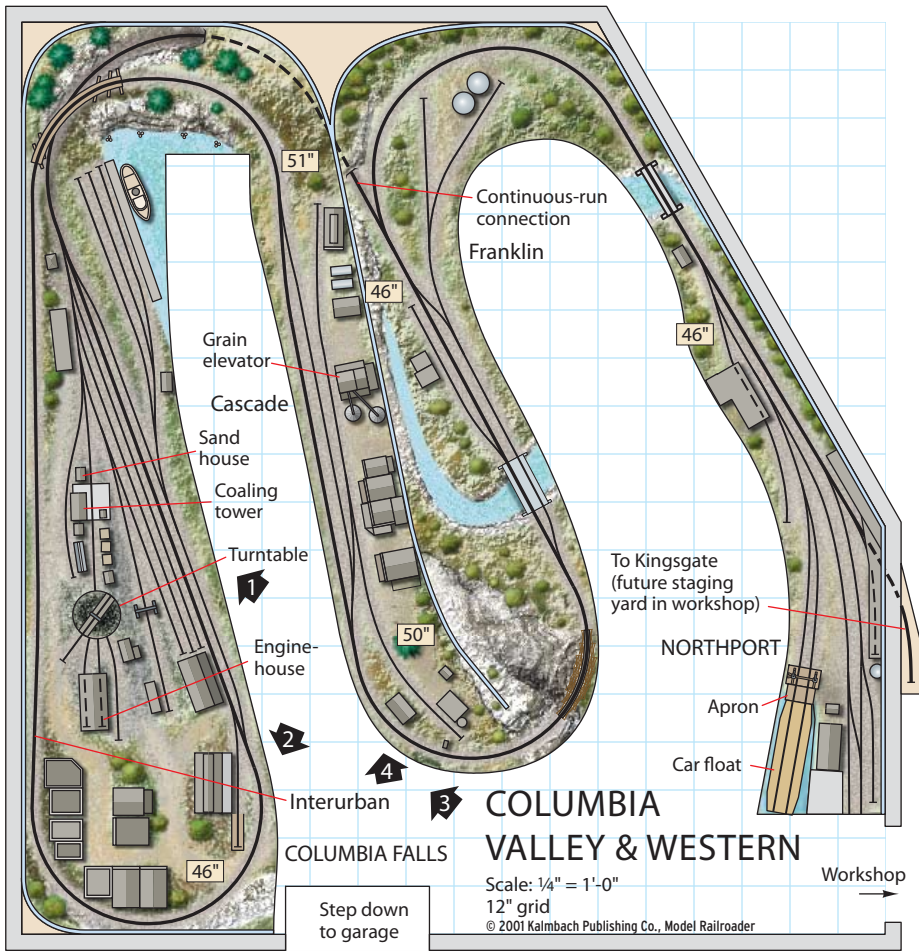 51"
Continuous-run
connection
Franklin
46"
46"
Grain
elevator
Cascade
Sand
house
Coaling
tower
Turntable
1
To Kingsgate
(future staging
yard in workshop)
50"
Engine-
house
NORTHPORT
Apron
2
4
3
Car float
Interurban
COLUMBIA
VALLEY & WESTERN
COLUMBIA FALLS
46"
Scale: ¼" = 1'-0"
12" grid
© 2001 Kalmbach Publishing Co., Model Railroader
Workshop
Step down
to garage